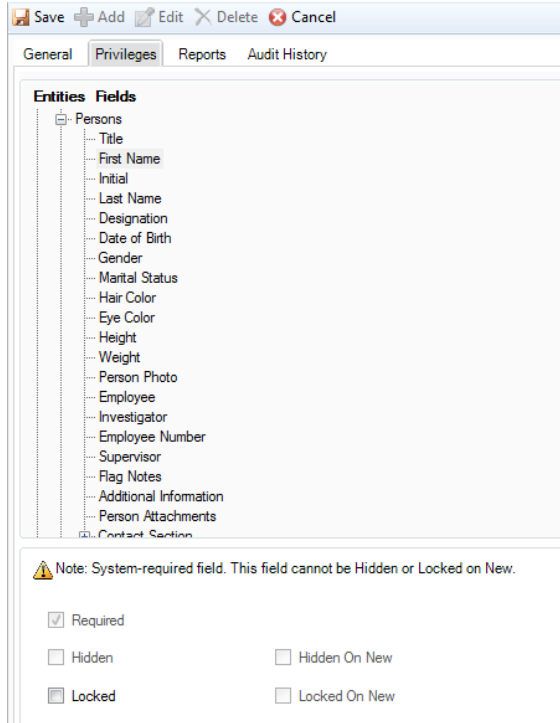 Save Add Edit Delete Cancel
General Privileges Reports Audit History
Entities Fields
Persons
Title
First Name
Initial
Last Name
Designation
Date of Birth
Gender
Marital Status
Hair Color
Eye Color
Height
Weight
Person Photo
Employee
Investigator
Employee Number
Supervisor
Flag Notes
Additional Information
Person Attachments
Contact Section
Note: System-required field. This field cannot be Hidden or Locked on New.
Required
Hidden Hidden On New
Locked Locked On New